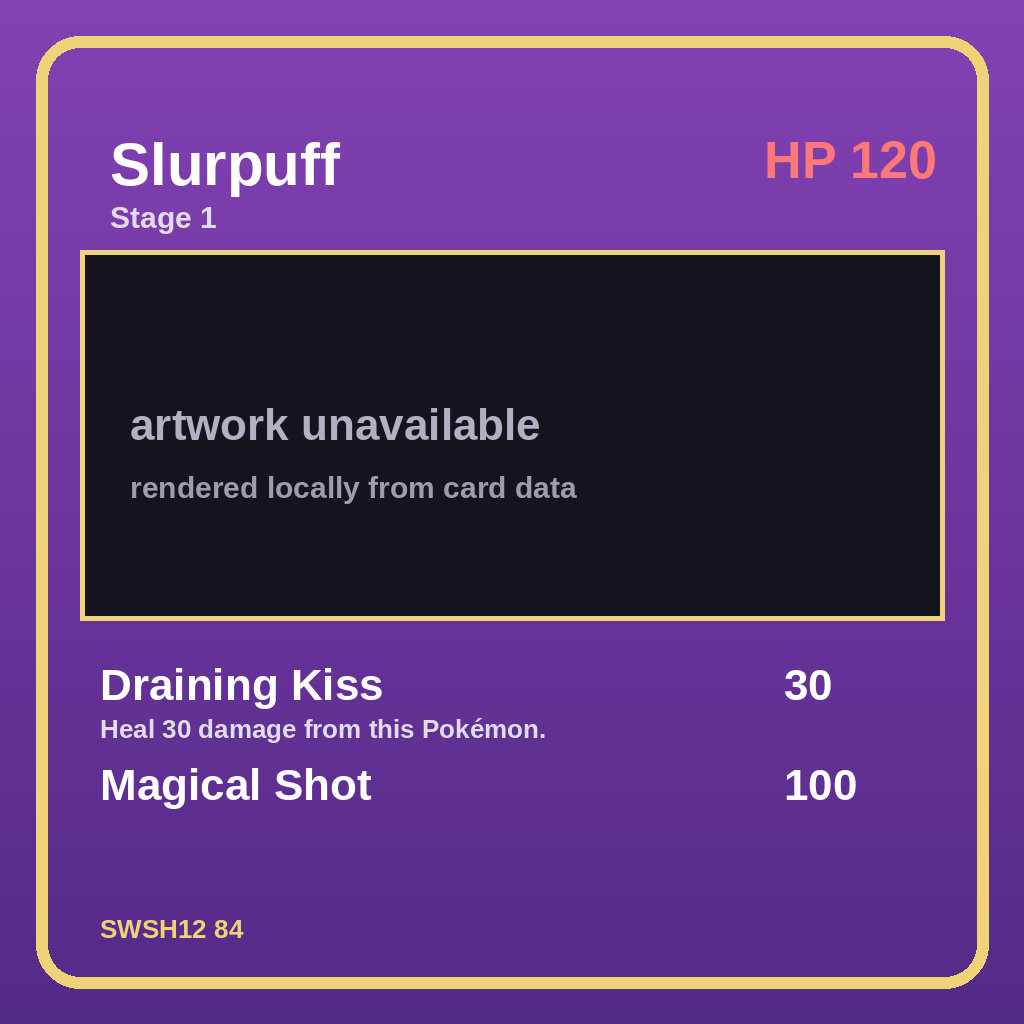 Slurpuff
HP 120
Stage 1
artwork unavailable
rendered locally from card data
Draining Kiss 30
Heal 30 damage from this Pokémon.
Magical Shot 100
SWSH12 84